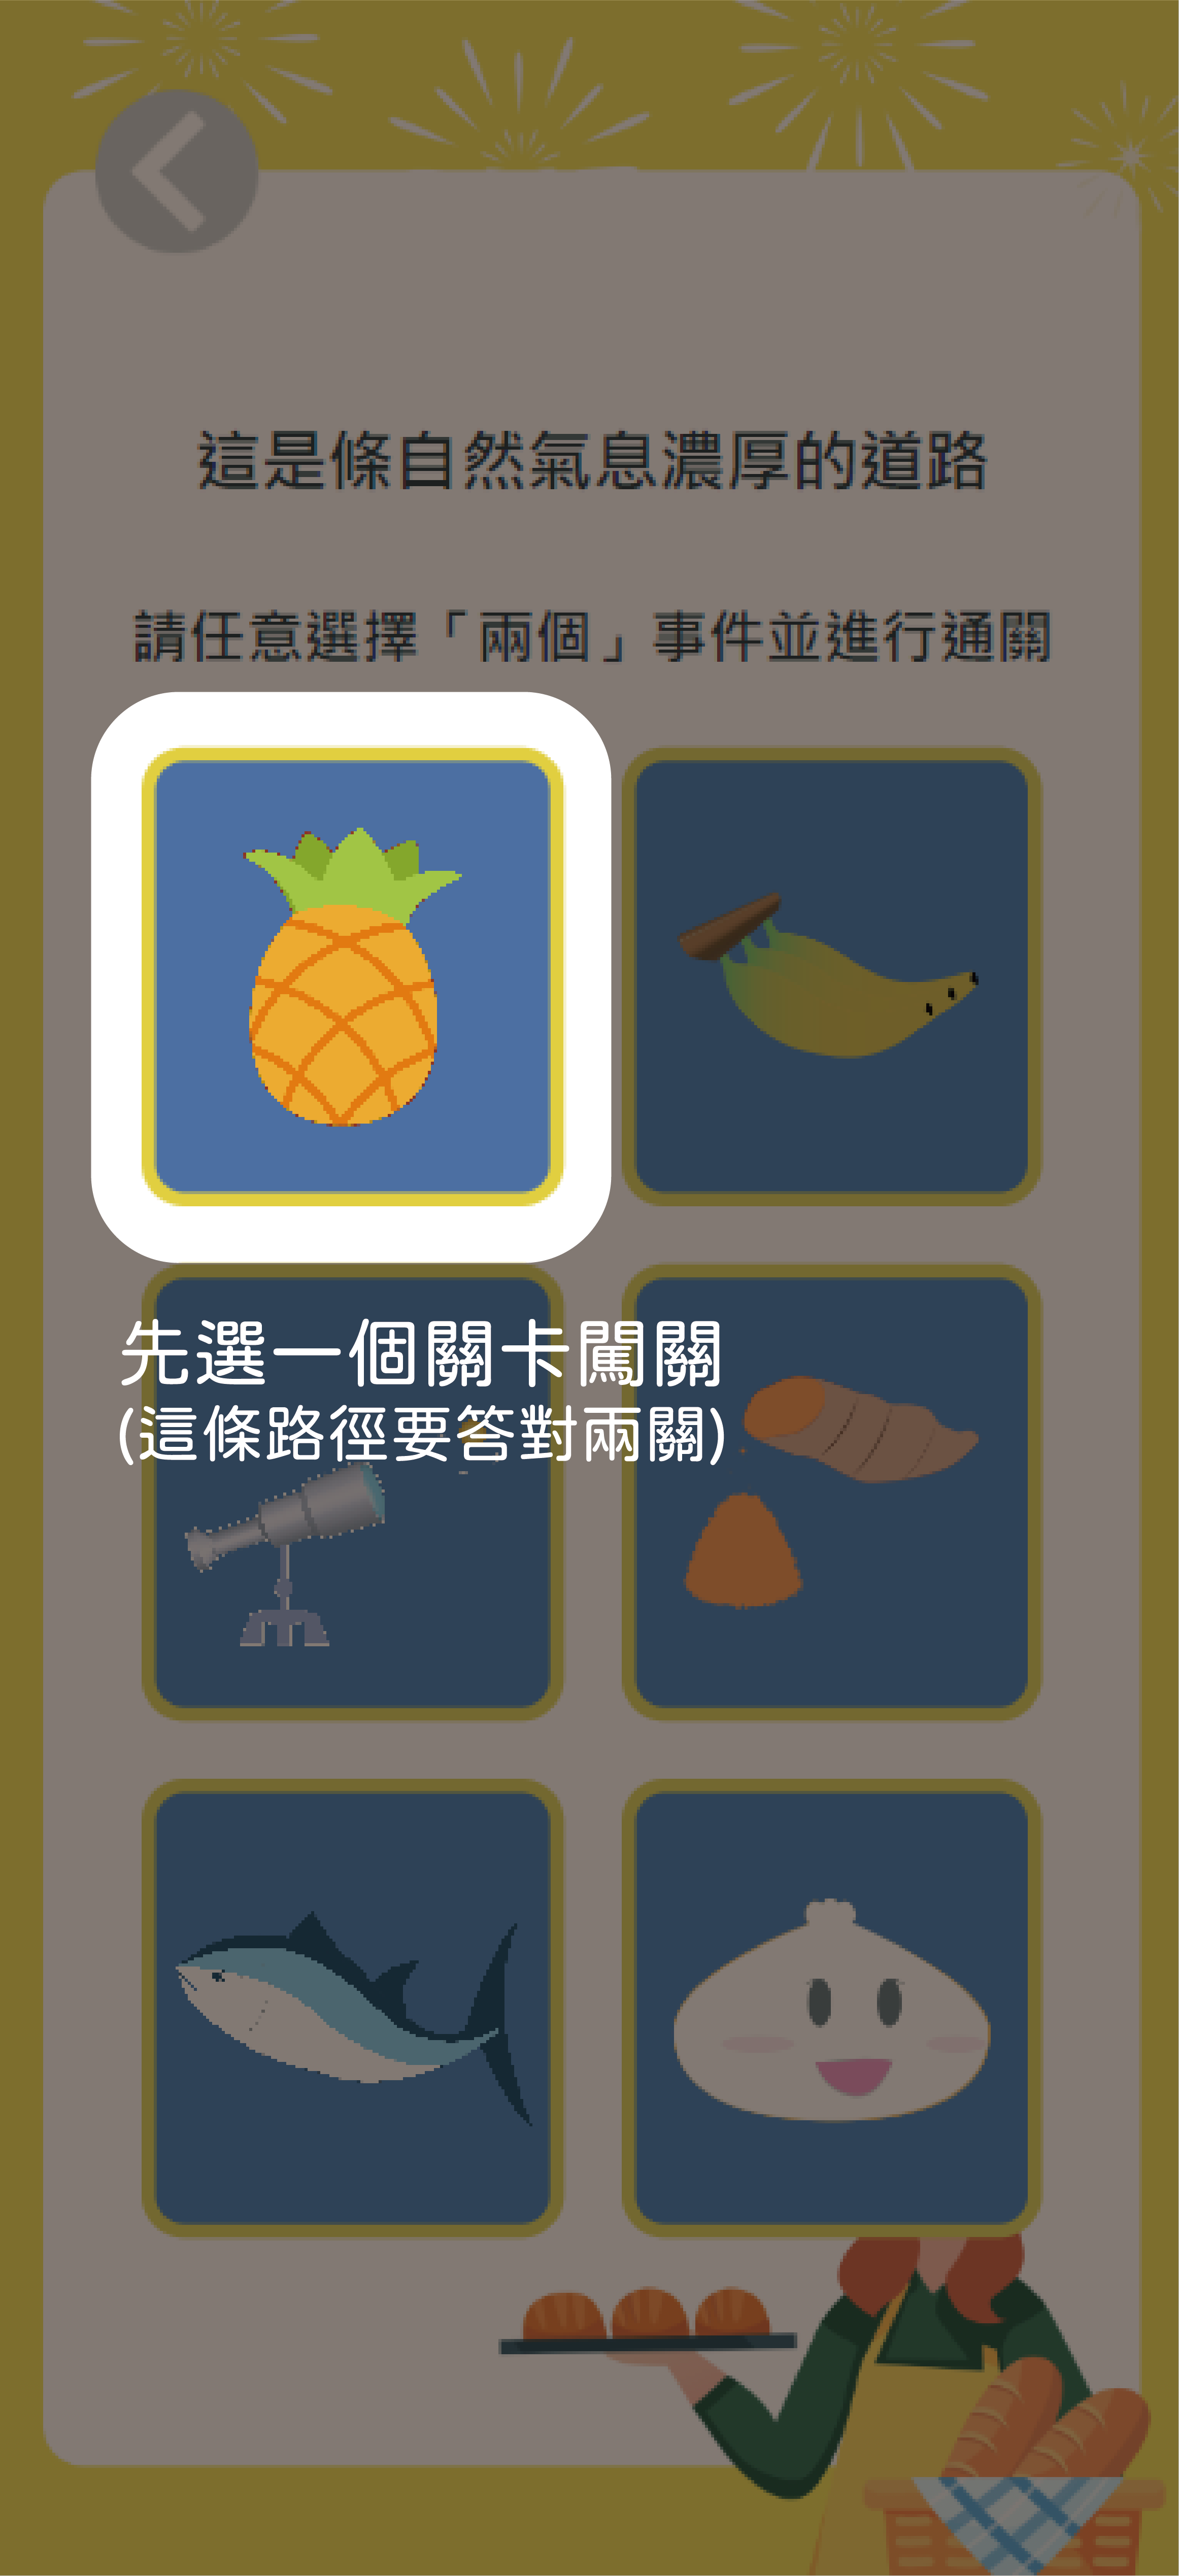 這是條自然氣息濃厚的道路
請任意選擇「兩個」事件並進行通關
先選一個關卡闖關
(這條路徑要答對兩關)